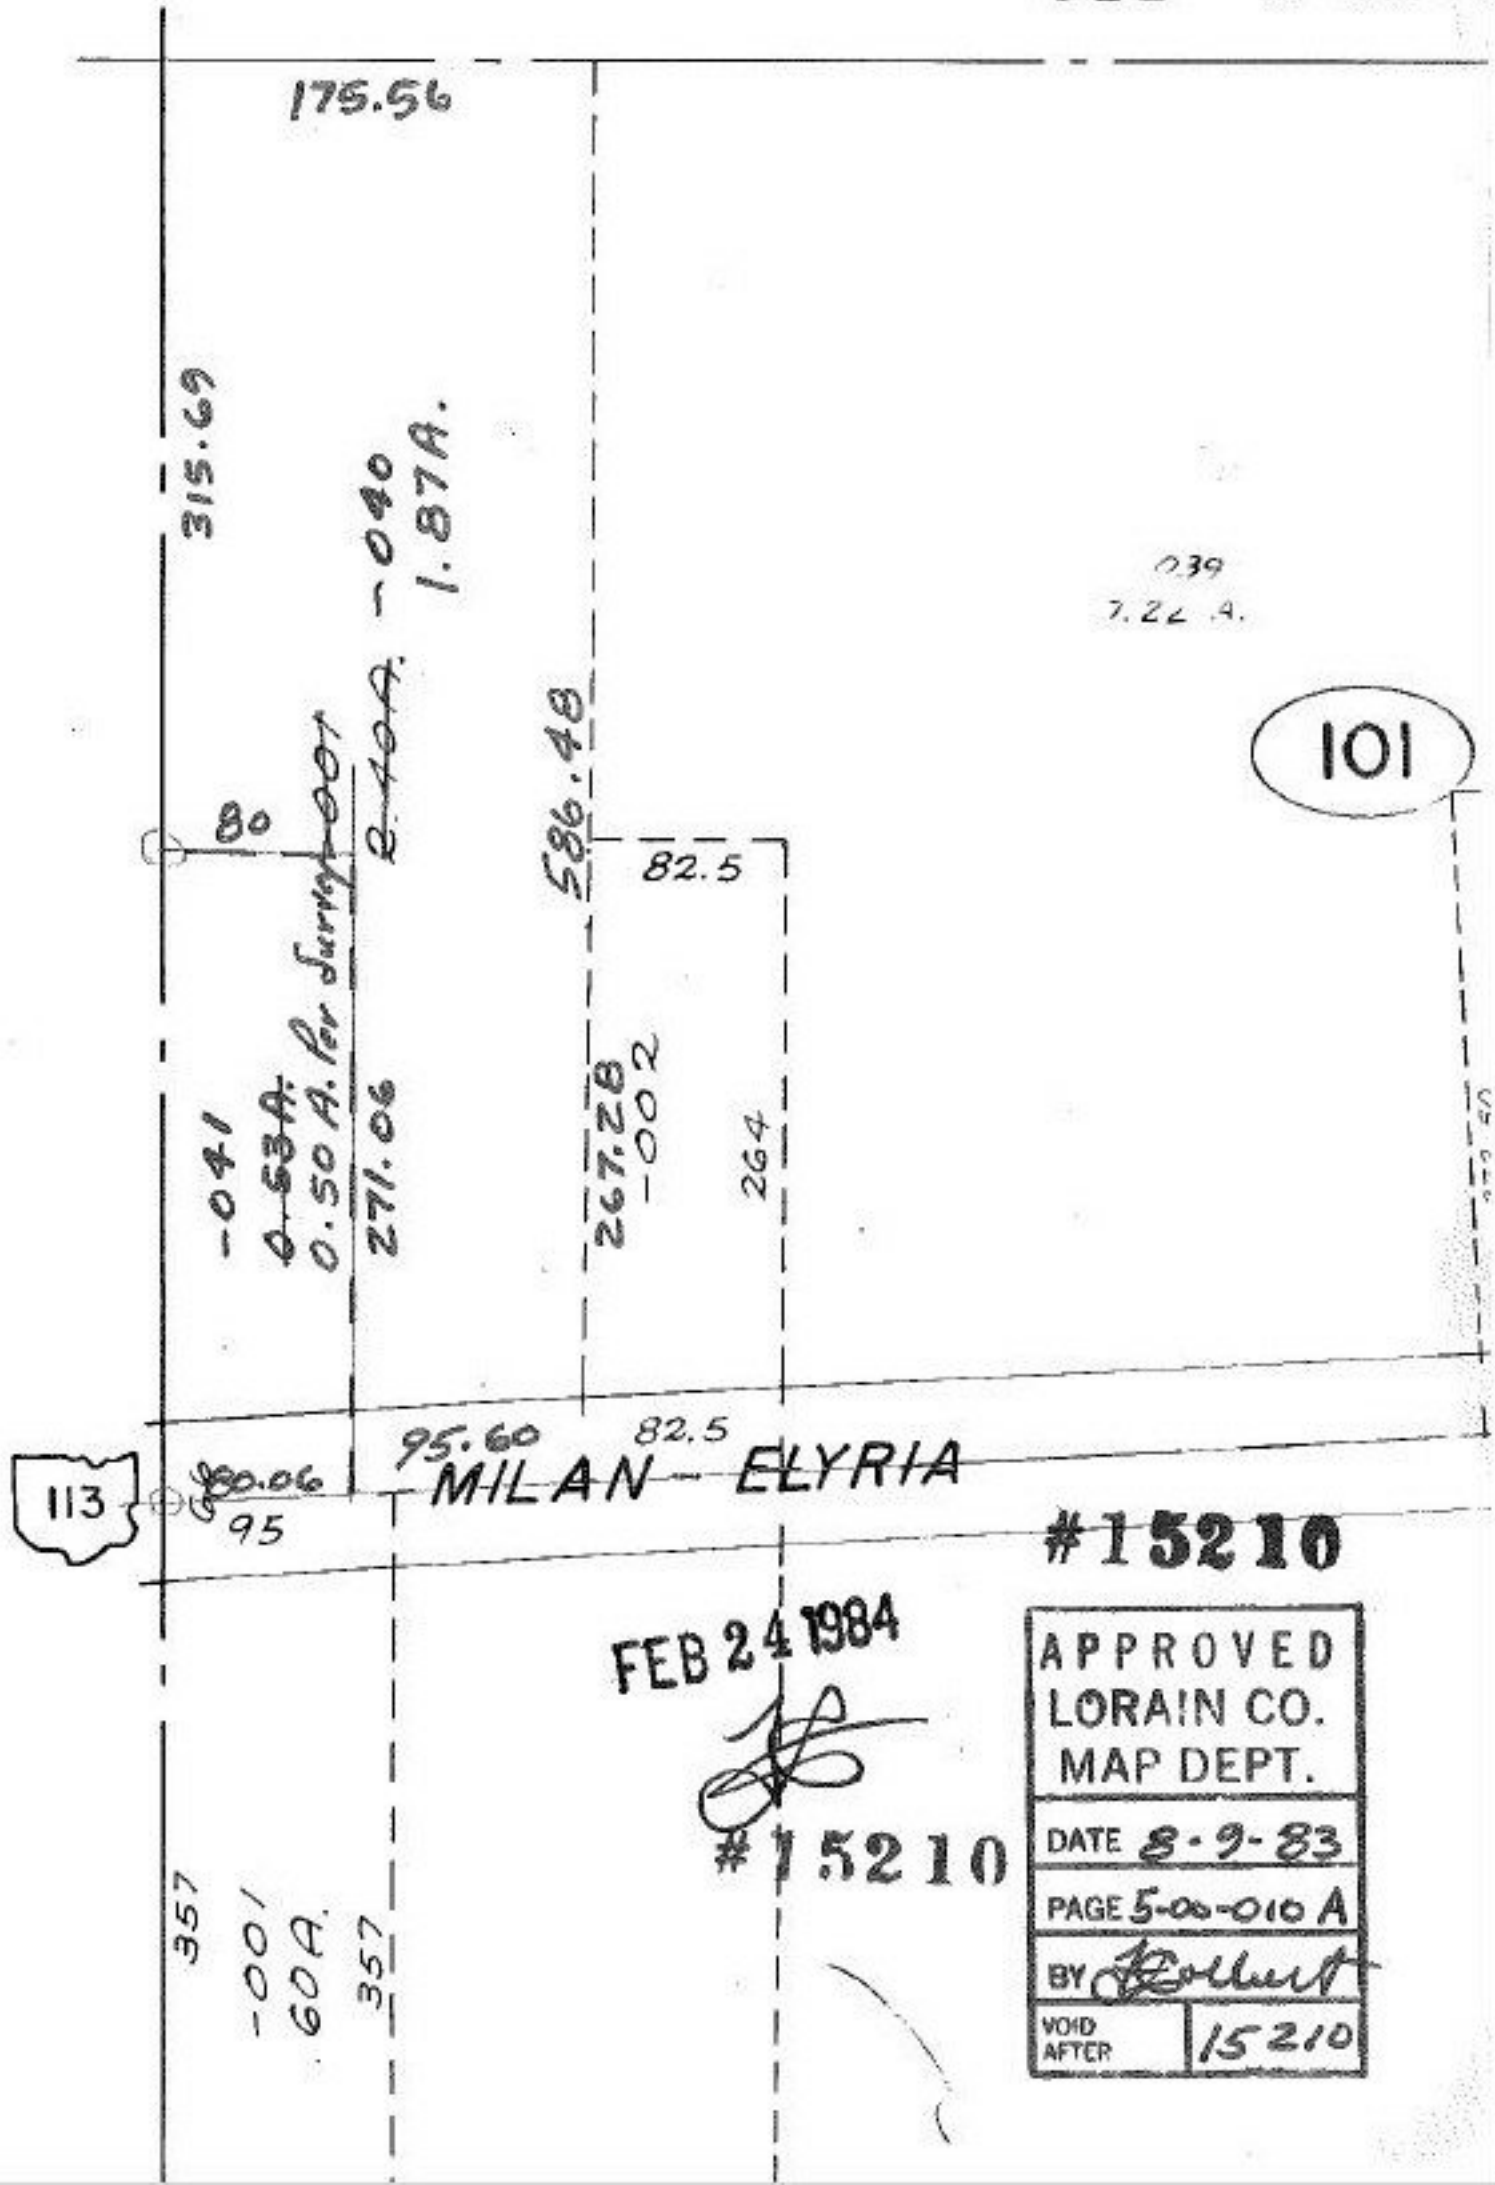 175.56
315.69
-040
1.87A.
2.40A.
039
7.22 A.
101
80
-001
586.48
82.5
-041
0.53A.
0.50 A. Per Survey
271.06
267.28
-002
264
95.60
82.5
MILAN - ELYRIA
113
80.06
95
#15210
FEB 24 1984
#15210
APPROVED
LORAIN CO.
MAP DEPT.
DATE 8-9-83
PAGE 5-00-010 A
BY
VOID AFTER 15210
357
-001
60A.
357